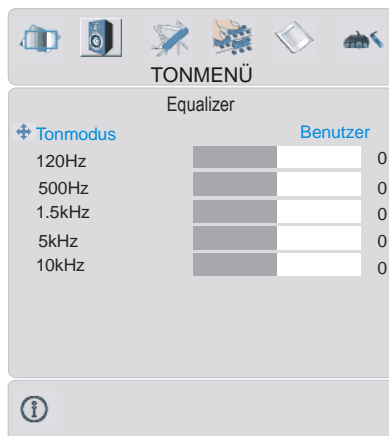 TONMENÜ
Equalizer
Tonmodus Benutzer
120Hz 0
500Hz 0
1.5kHz 0
5kHz 0
10kHz 0